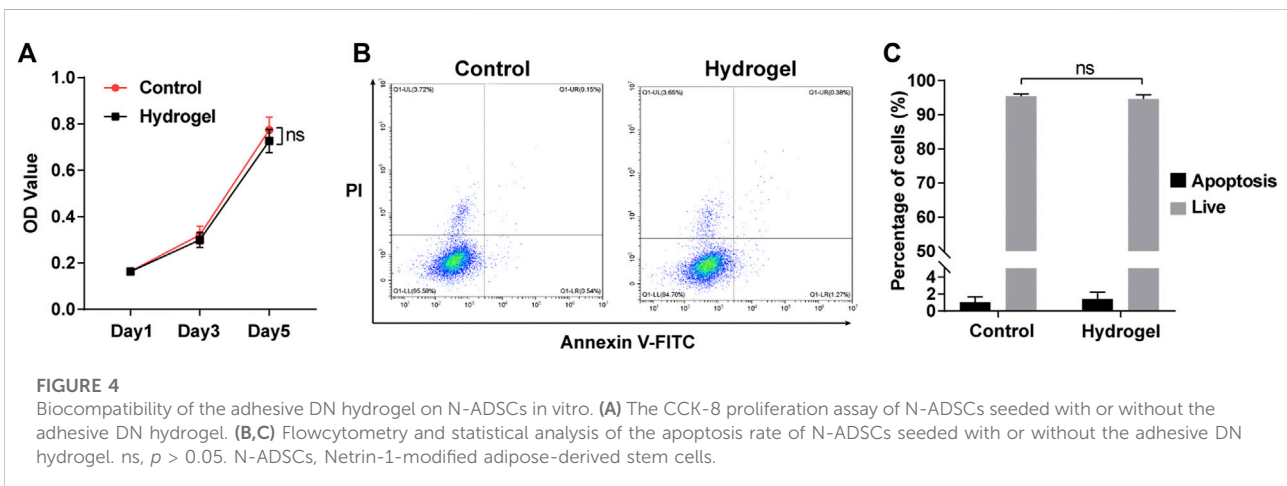 A
1.0
0.8
0.6
0.4
0.2
0.0
OD Value
Control
Hydrogel
ns
Day1 Day3 Day5
B
Control Hydrogel
PI
Q1-UL(3.72%) Q1-UR(0.15%)
Q1-LL(95.58%) Q1-LR(0.54%)
Q1-UL(3.65%) Q1-UR(0.38%)
Q1-LL(94.70%) Q1-LR(1.27%)
Annexin V-FITC
C
ns
100
90
80
70
60
50
4
2
0
Percentage of cells (%)
Control Hydrogel
Apoptosis
Live
FIGURE 4
Biocompatibility of the adhesive DN hydrogel on N-ADSCs in vitro. (A) The CCK-8 proliferation assay of N-ADSCs seeded with or without the
adhesive DN hydrogel. (B,C) Flowcytometry and statistical analysis of the apoptosis rate of N-ADSCs seeded with or without the adhesive DN
hydrogel. ns, p > 0.05. N-ADSCs, Netrin-1-modified adipose-derived stem cells.